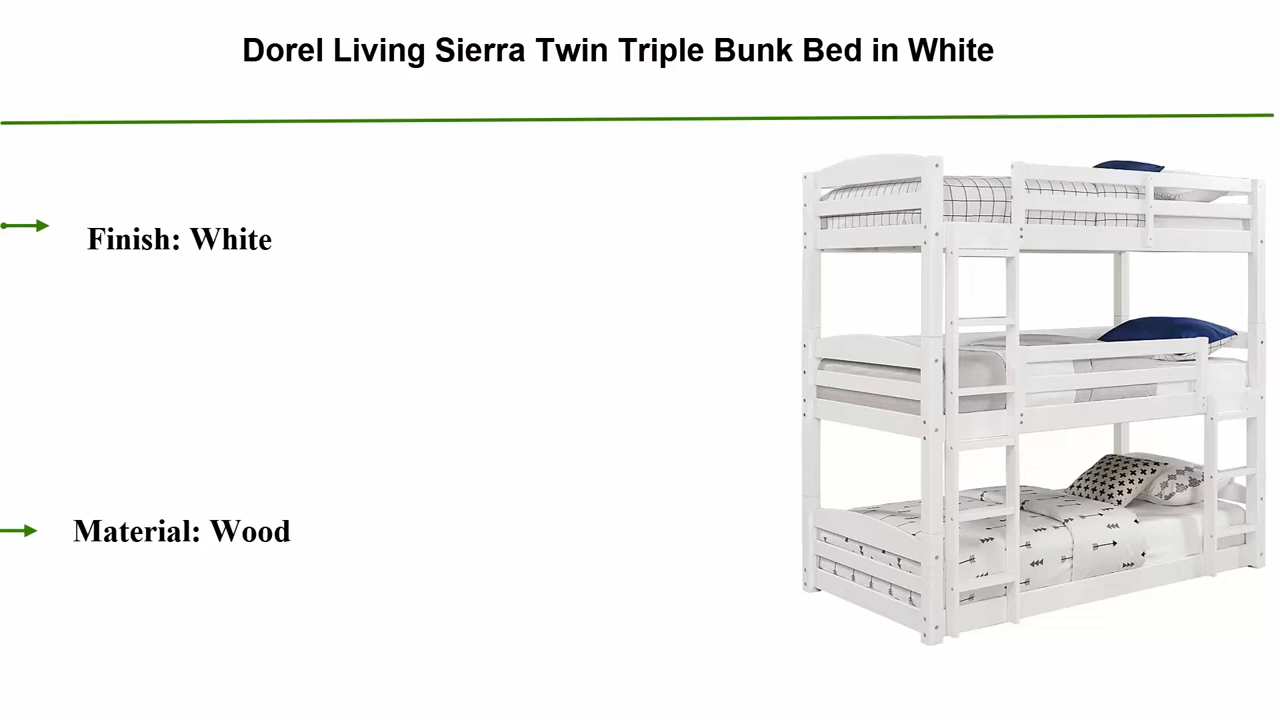 Dorel Living Sierra Twin Triple Bunk Bed in White
Finish: White
Material: Wood